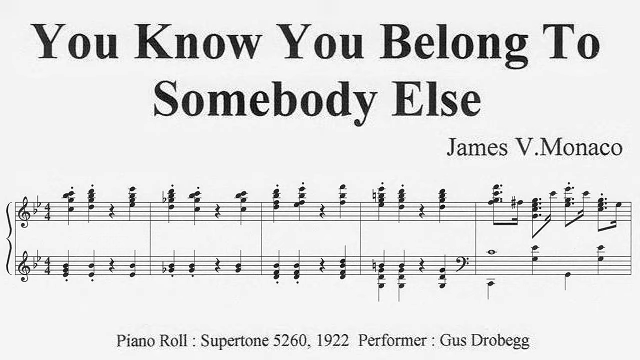 You Know You Belong To
Somebody Else
James V.Monaco
Piano Roll : Supertone 5260, 1922  Performer : Gus Drobegg